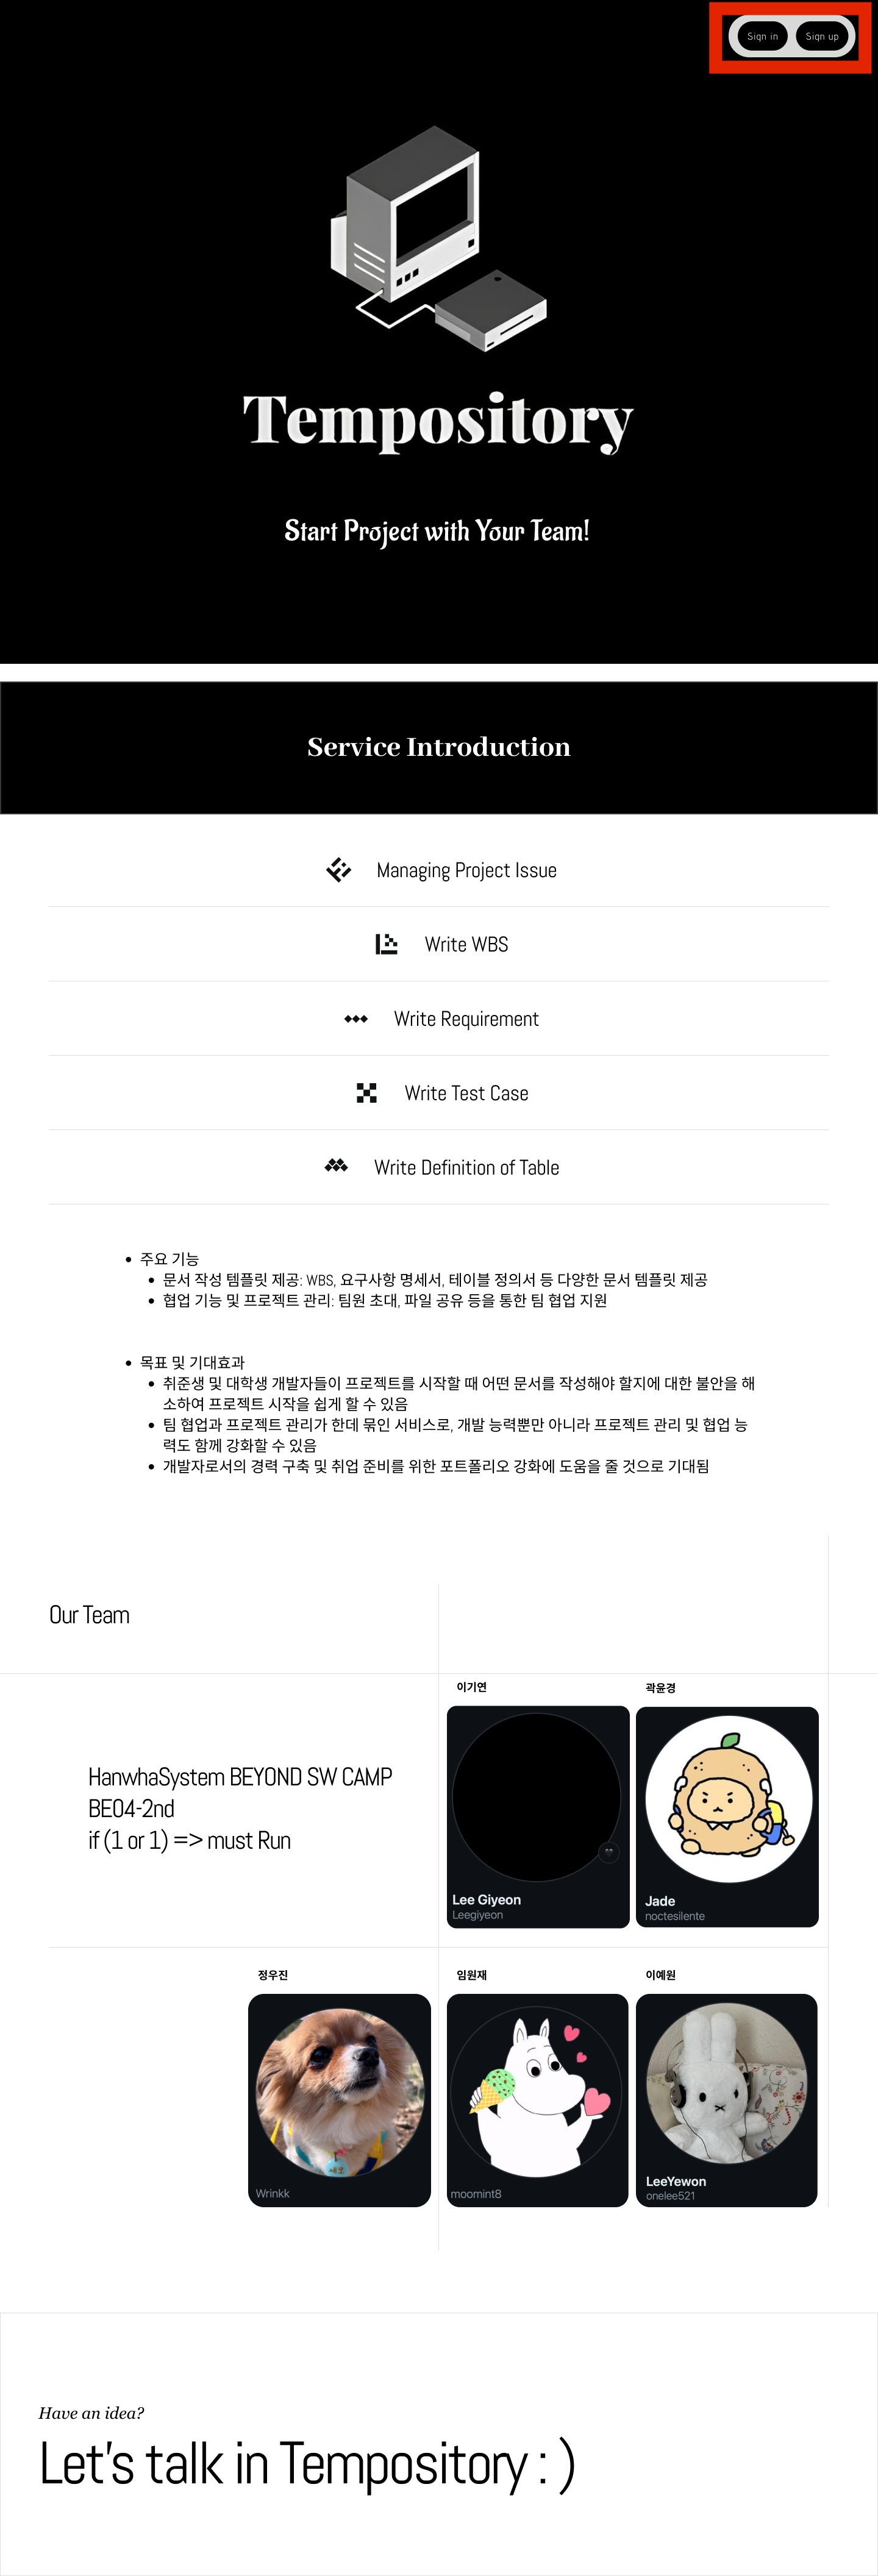 Sign in Sign up
Tempository
Start Project with Your Team!
Service Introduction
Managing Project Issue
Write WBS
Write Requirement
Write Test Case
Write Definition of Table
주요 기능
문서 작성 템플릿 제공: WBS, 요구사항 명세서, 테이블 정의서 등 다양한 문서 템플릿 제공
협업 기능 및 프로젝트 관리: 팀원 초대, 파일 공유 등을 통한 팀 협업 지원
목표 및 기대효과
취준생 및 대학생 개발자들이 프로젝트를 시작할 때 어떤 문서를 작성해야 할지에 대한 불안을 해
소하여 프로젝트 시작을 쉽게 할 수 있음
팀 협업과 프로젝트 관리가 한데 묶인 서비스로, 개발 능력뿐만 아니라 프로젝트 관리 및 협업 능
력도 함께 강화할 수 있음
개발자로서의 경력 구축 및 취업 준비를 위한 포트폴리오 강화에 도움을 줄 것으로 기대됨
Our Team
HanwhaSystem BEYOND SW CAMP
BE04-2nd
if (1 or 1) => must Run
이기연
Lee Giyeon
Leegiyeon
곽윤경
Jade
noctesilente
정우진
Wrinkk
임원재
moomint8
이예원
LeeYewon
onelee521
Have an idea?
Let's talk in Tempository : )